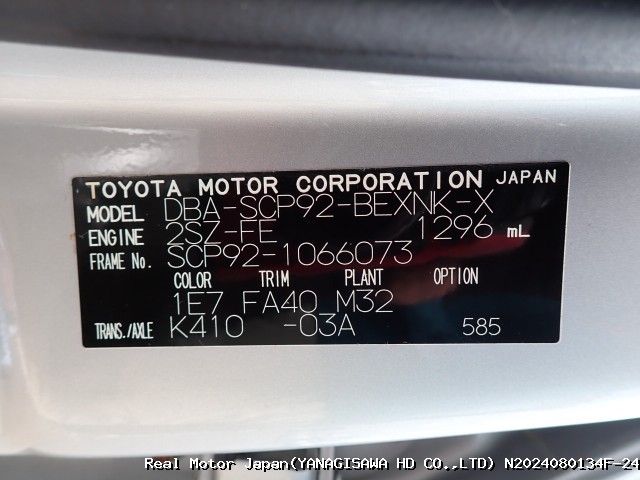 TOYOTA MOTOR CORPORATION JAPAN
MODEL DBA-SCP92-BEXNK-X
ENGINE 2SZ-FE 1296 mL
FRAME No. SCP92-1066073
COLOR TRIM PLANT OPTION
1E7 FA40 M32
TRANS./AXLE K410 -03A 585
Real Motor Japan(YANAGISAWA HD CO.,LTD) N2024080134F-24